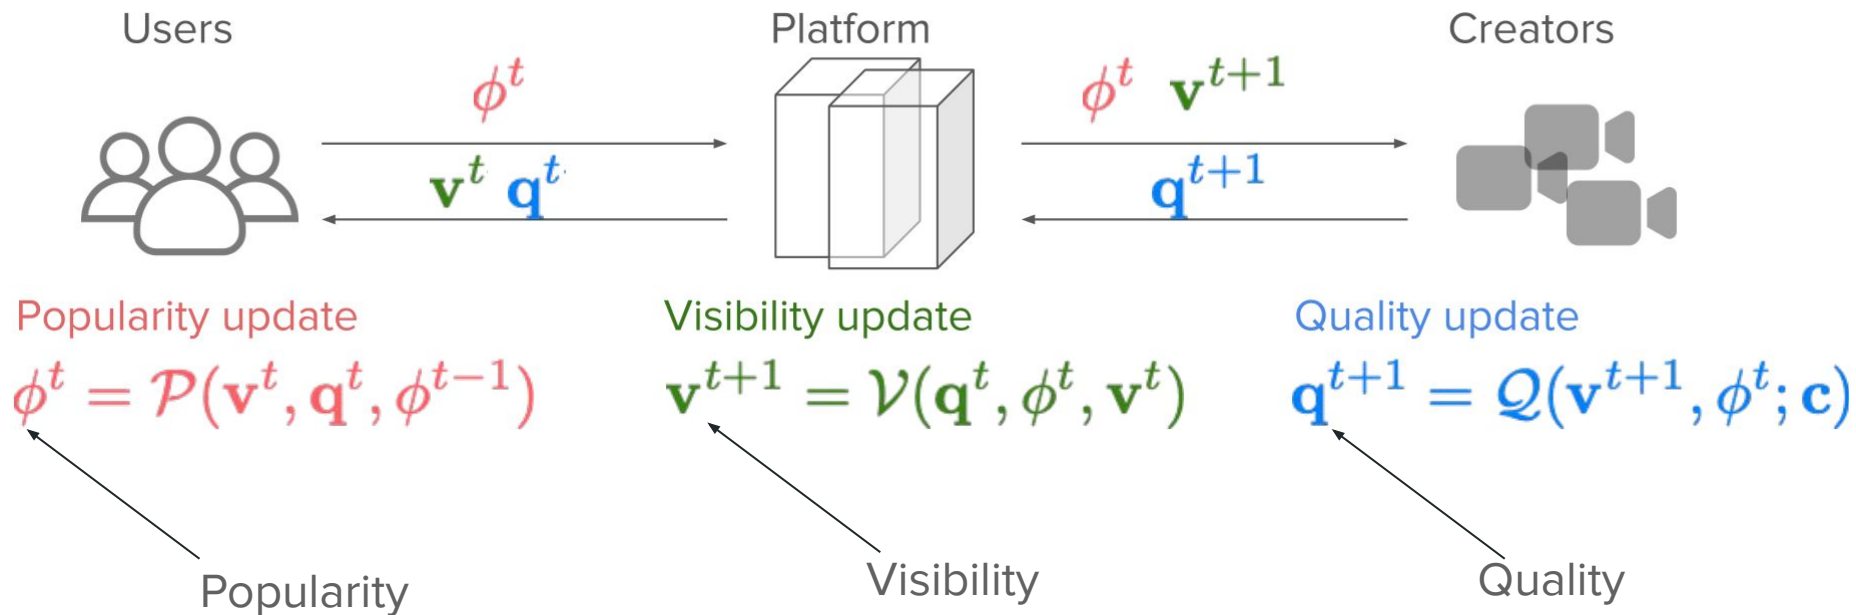 Users Platform Creators
ϕ^t ϕ^t v^{t+1}
v^t q^t q^{t+1}
Popularity update Visibility update Quality update
ϕ^t = 𝒫(v^t, q^t, ϕ^{t−1}) v^{t+1} = 𝒱(q^t, ϕ^t, v^t) q^{t+1} = 𝒬(v^{t+1}, ϕ^t; c)
Popularity Visibility Quality